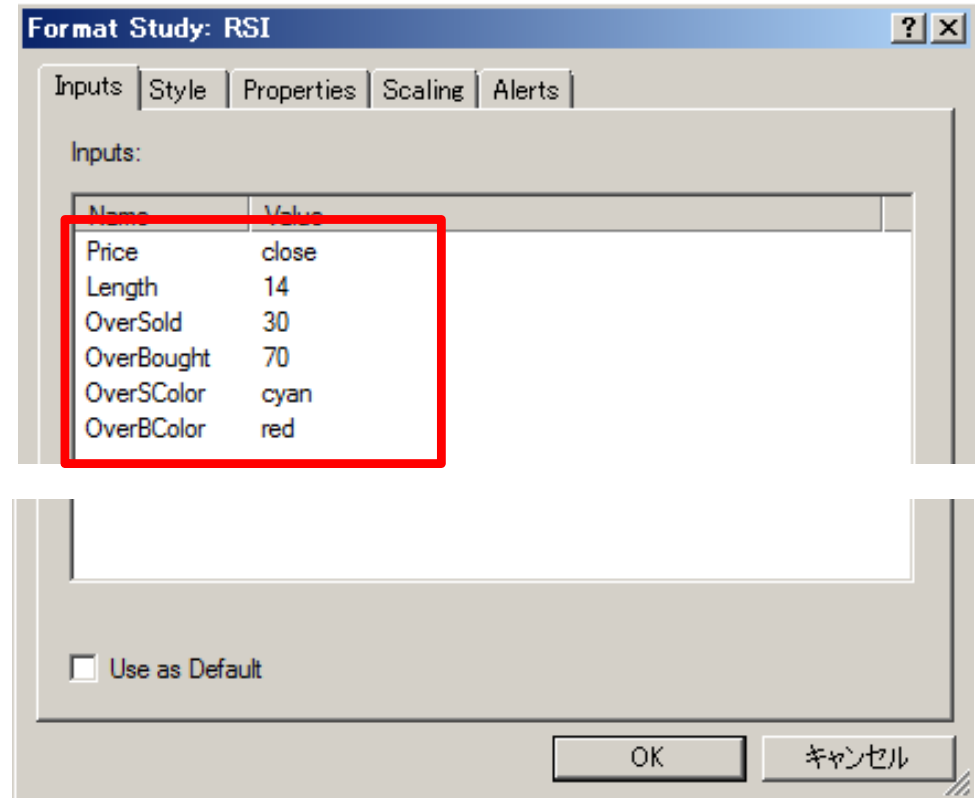 Format Study: RSI
Inputs Style Properties Scaling Alerts
Inputs:
Name Value
Price close
Length 14
OverSold 30
OverBought 70
OverSColor cyan
OverBColor red
Use as Default
OK キャンセル